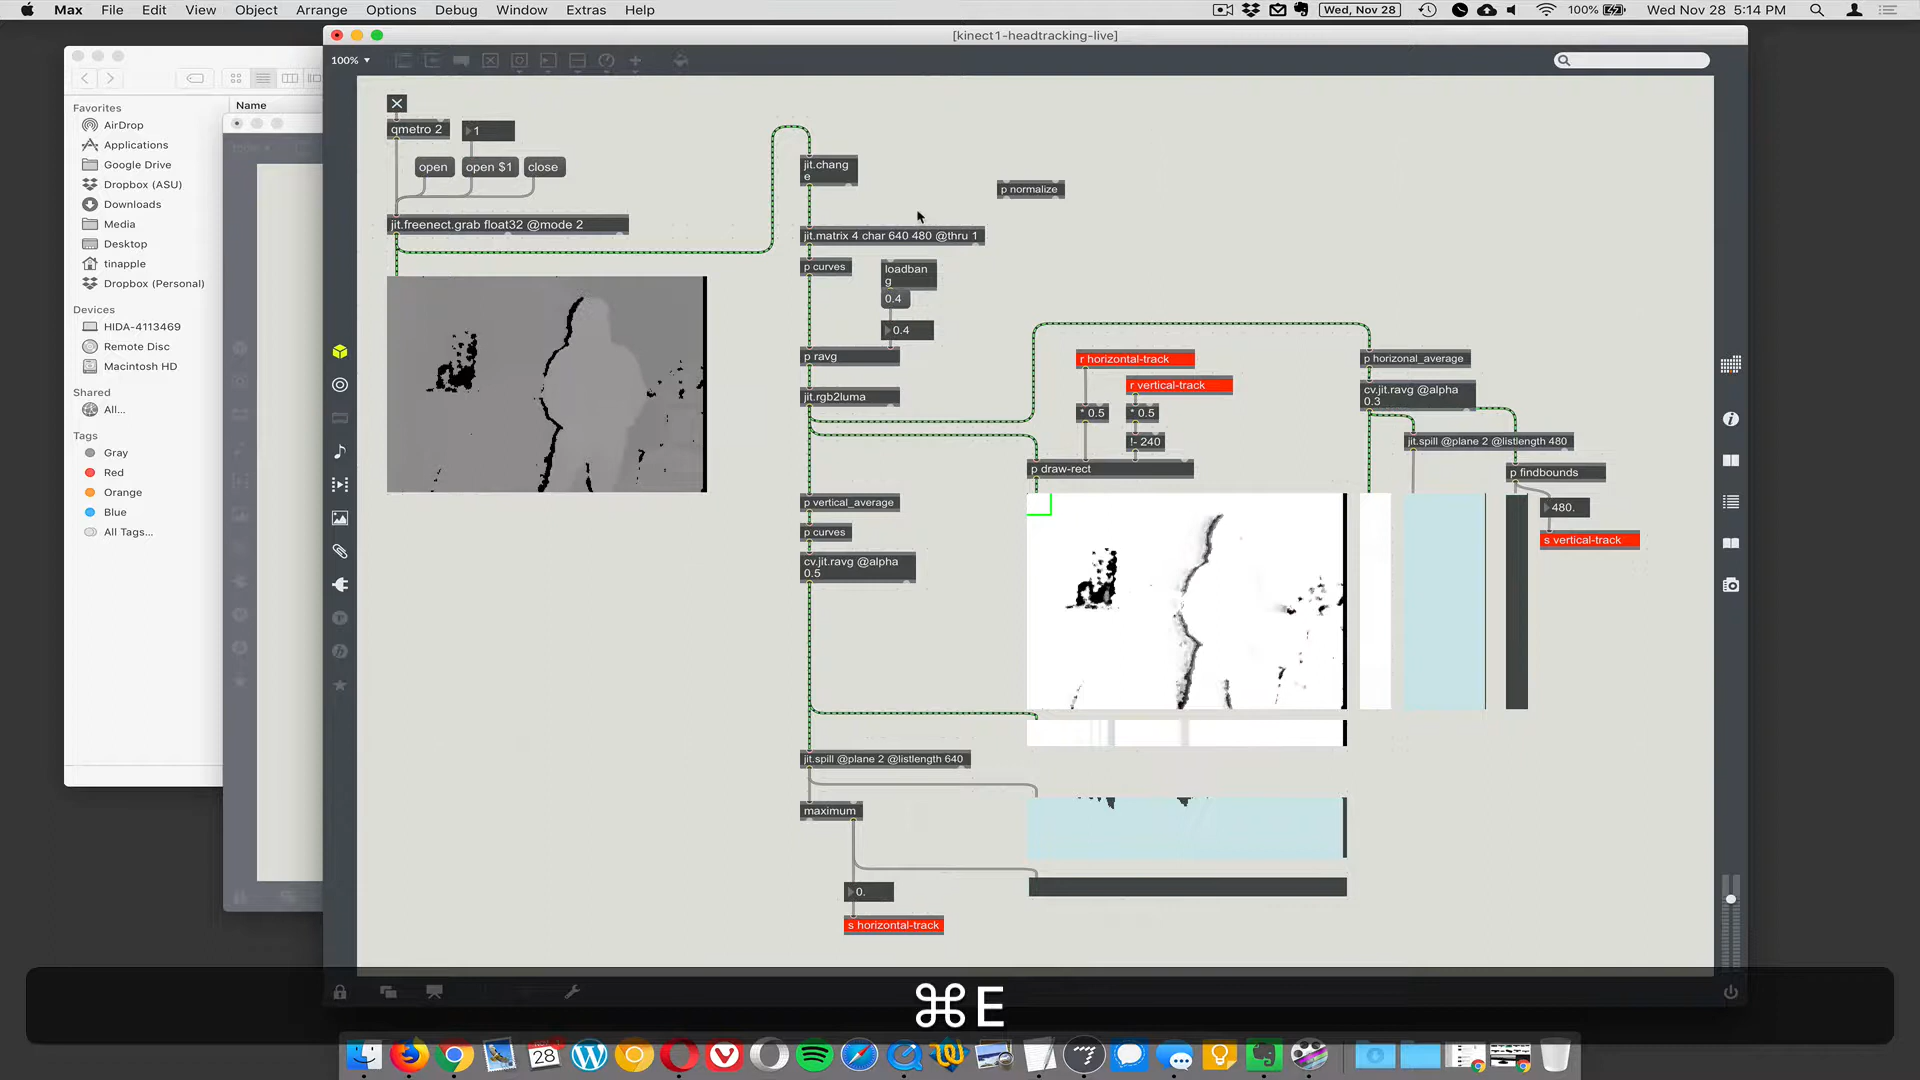 Max File Edit View Object Arrange Options Debug Window Extras Help
Wed, Nov 28
100%
Wed Nov 28 5:14 PM
[kinect1-headtracking-live]
100%
Name
Favorites
AirDrop
Applications
Google Drive
Dropbox (ASU)
Downloads
Media
Desktop
tinapple
Dropbox (Personal)
Devices
HIDA-4113469
Remote Disc
Macintosh HD
Shared
All...
Tags
Gray
Red
Orange
Blue
All Tags...
qmetro 2
1
open
open $1
close
jit.freenect.grab float32 @mode 2
jit.chang
e
p normalize
jit.matrix 4 char 640 480 @thru 1
p curves
loadban
g
0.4
0.4
p ravg
jit.rgb2luma
r horizontal-track
r vertical-track
* 0.5
* 0.5
!- 240
p draw-rect
p horizonal_average
cv.jit.ravg @alpha
0.3
jit.spill @plane 2 @listlength 480
p findbounds
480.
s vertical-track
p vertical_average
p curves
cv.jit.ravg @alpha
0.5
jit.spill @plane 2 @listlength 640
maximum
0.
s horizontal-track
⌘E
28